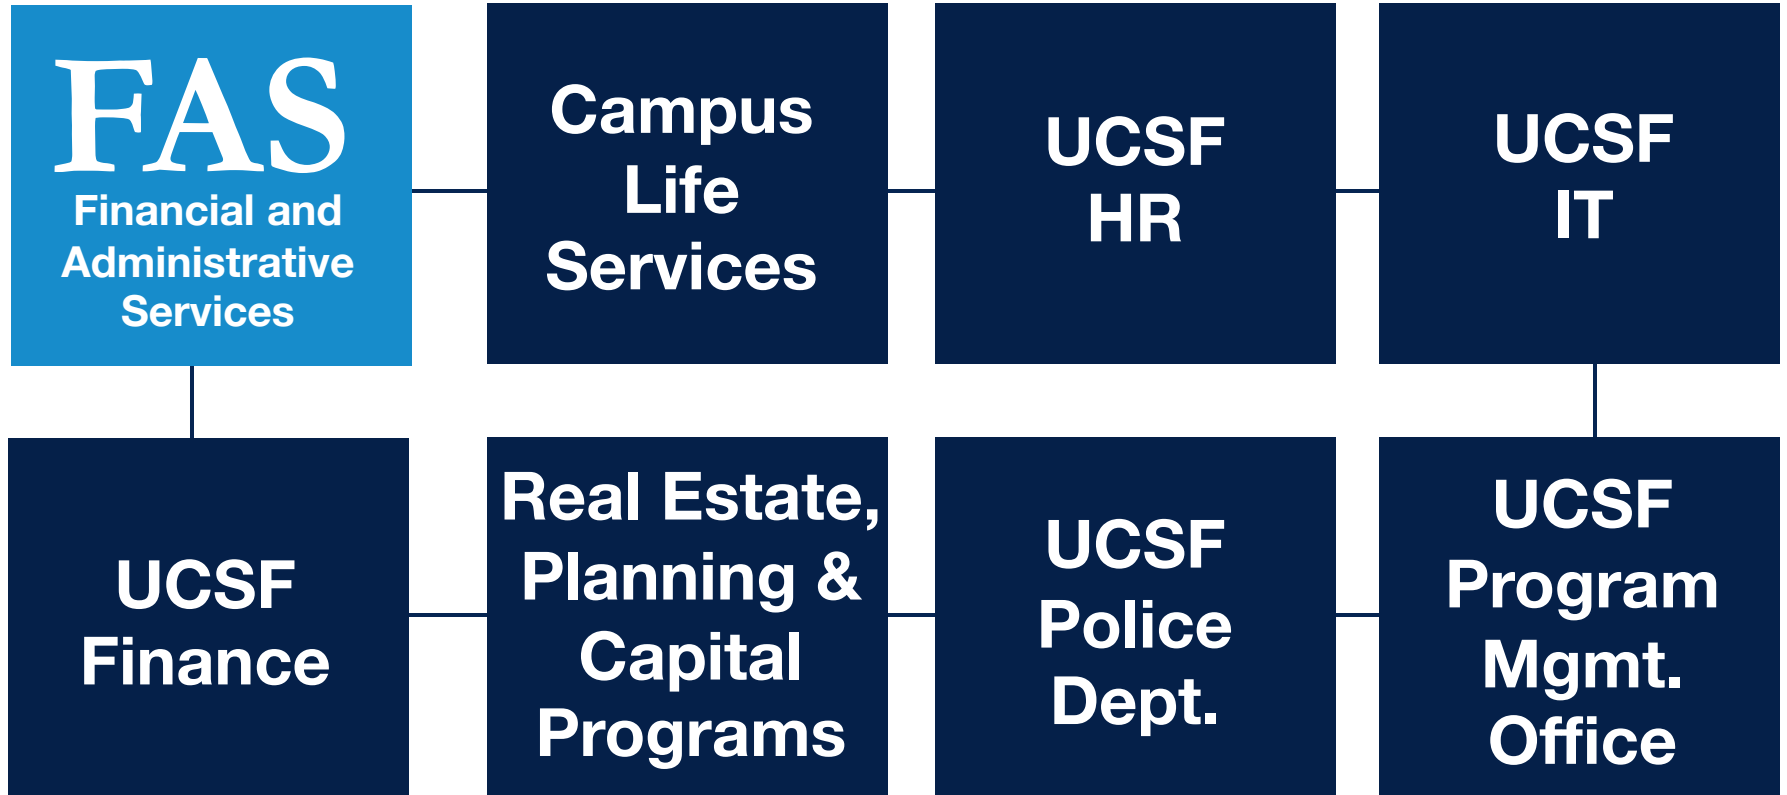 FAS
Financial and
Administrative
Services
Campus
Life
Services
UCSF
HR
UCSF
IT
UCSF
Finance
Real Estate,
Planning &
Capital
Programs
UCSF
Police
Dept.
UCSF
Program
Mgmt.
Office